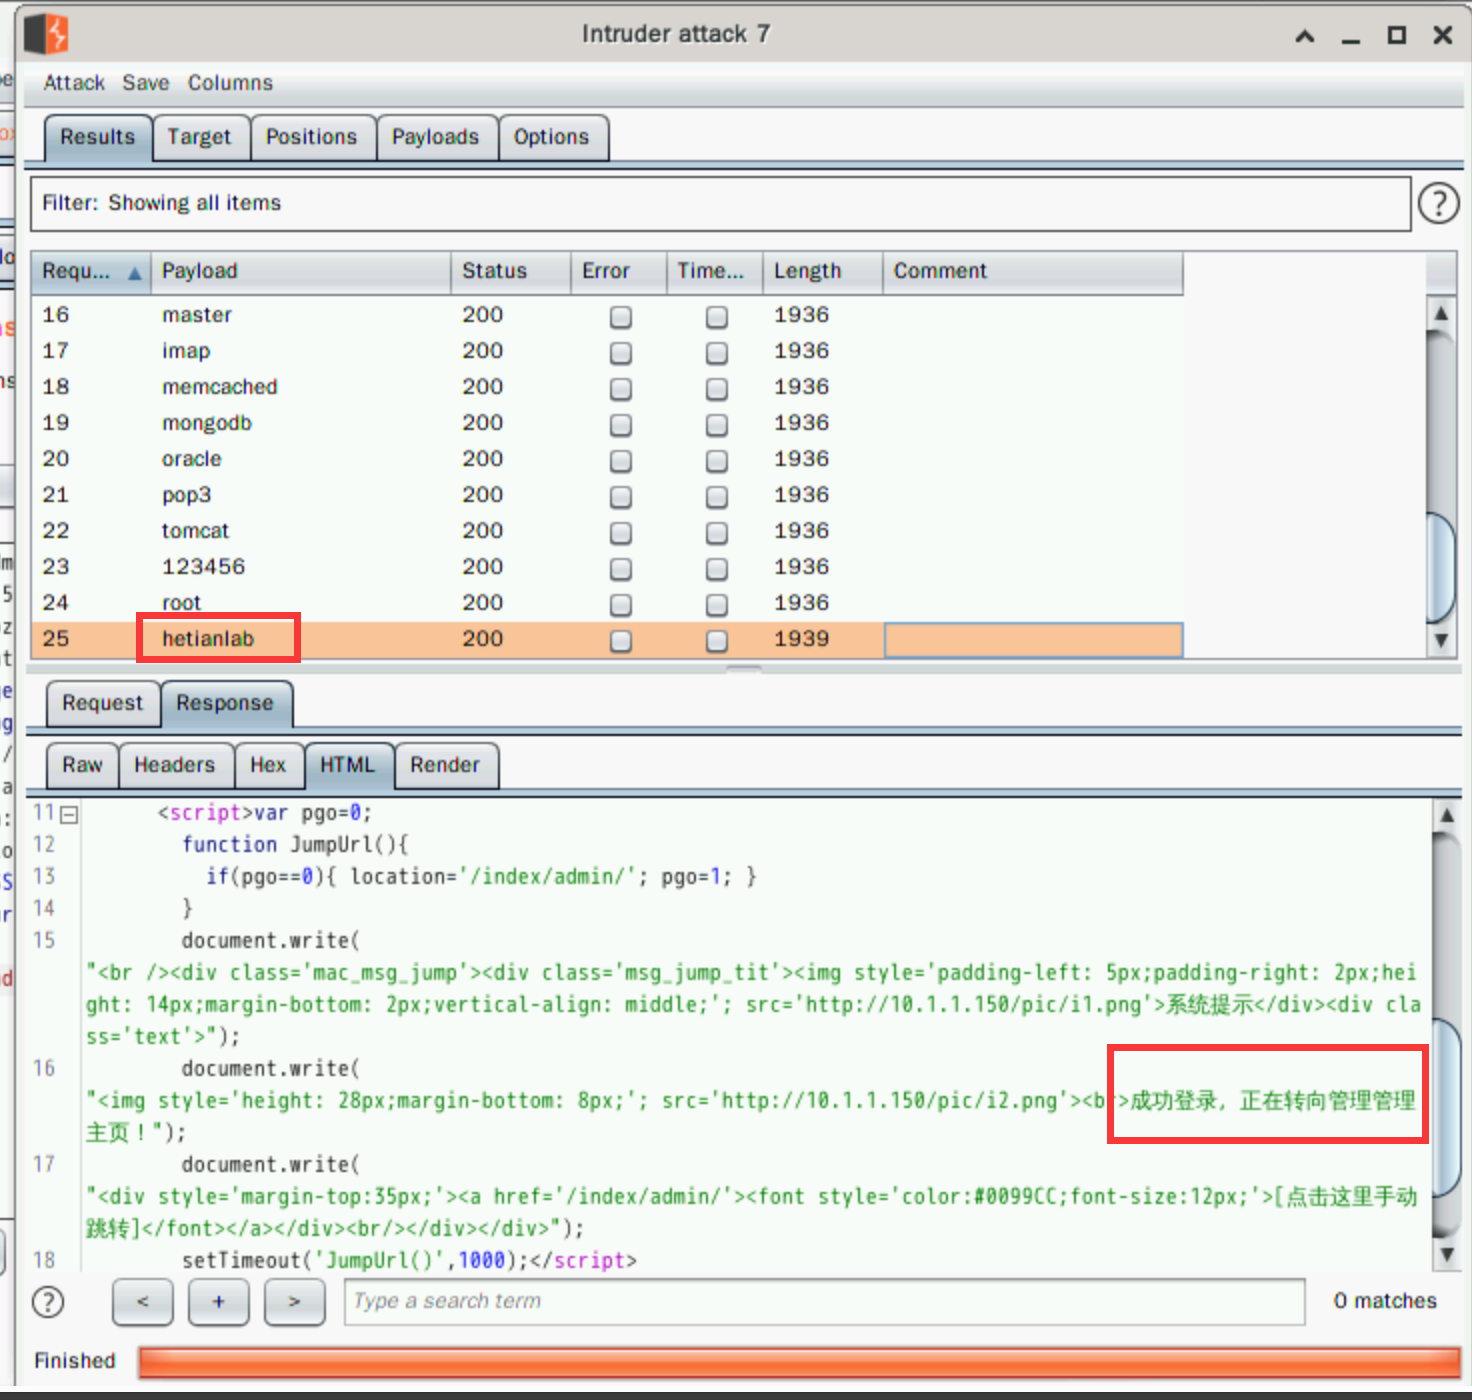 Intruder attack 7
Attack Save Columns
Results Target Positions Payloads Options
Filter: Showing all items
?
Requ... Payload Status Error Time... Length Comment
16 master 200 1936
17 imap 200 1936
18 memcached 200 1936
19 mongodb 200 1936
20 oracle 200 1936
21 pop3 200 1936
22 tomcat 200 1936
23 123456 200 1936
24 root 200 1936
25 hetianlab 200 1939
Request Response
Raw Headers Hex HTML Render
11 <script>var pgo=0;
12 function JumpUrl(){
13 if(pgo==0){ location='/index/admin/'; pgo=1; }
14 }
15 document.write(
"<br /><div class='mac_msg_jump'><div class='msg_jump_tit'><img style='padding-left: 5px;padding-right: 2px;hei
ght: 14px;margin-bottom: 2px;vertical-align: middle;'; src='http://10.1.1.150/pic/i1.png'>系统提示</div><div cla
ss='text'>");
16 document.write(
"<img style='height: 28px;margin-bottom: 8px;'; src='http://10.1.1.150/pic/i2.png'><br>成功登录，正在转向管理管理
主页！");
17 document.write(
"<div style='margin-top:35px;'><a href='/index/admin/'><font style='color:#0099CC;font-size:12px;'>[点击这里手动
跳转]</font></a></div><br/></div></div>");
18 setTimeout('JumpUrl()',1000);</script>
? < + > Type a search term 0 matches
Finished